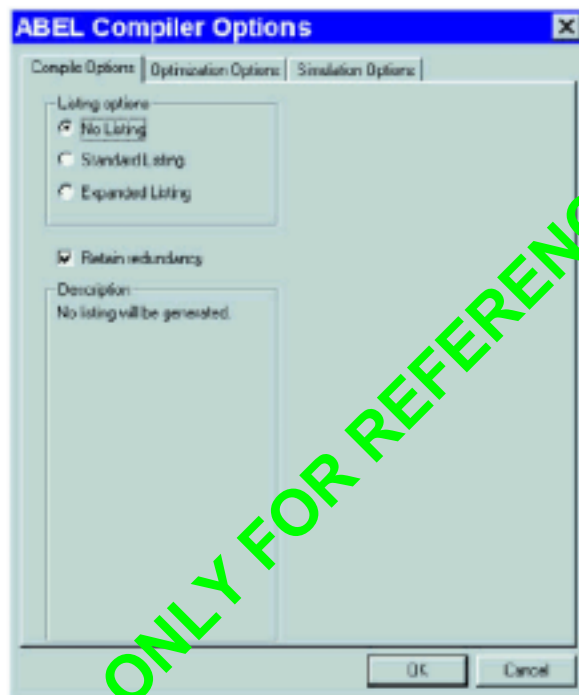 ABEL Compiler Options
Compile Options Optimization Options Simulation Options
Listing options
No Listing
Standard Listing
Expanded Listing
Retain redundancy
Description
No listing will be generated.
ONLY FOR REFERENC
OK Cancel